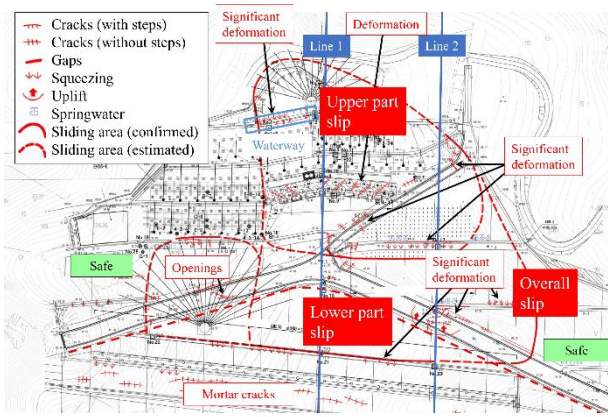 Cracks (with steps)
Cracks (without steps)
Gaps
Squeezing
Uplift
Springwater
Sliding area (confirmed)
Sliding area (estimated)
Significant
deformation
Deformation
Line 1
Line 2
Upper part
slip
Waterway
Significant
deformation
Safe
Openings
Significant
deformation
Overall
slip
Lower part
slip
Safe
Mortar cracks